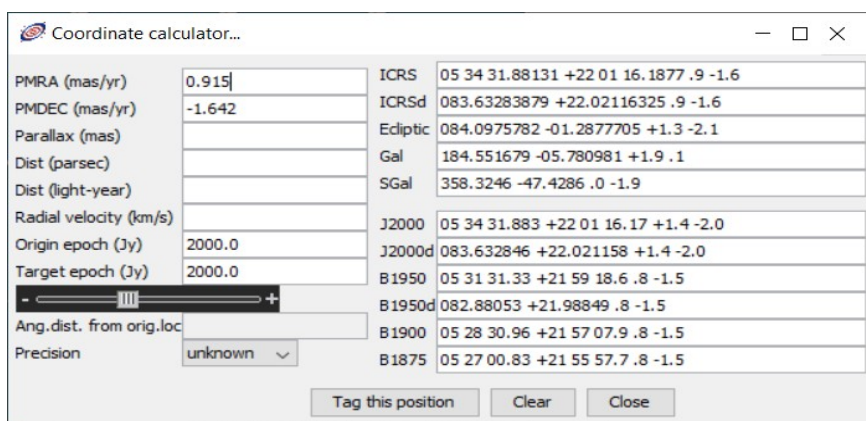 Coordinate calculator...
PMRA (mas/yr) 0.915
PMDEC (mas/yr) -1.642
Parallax (mas)
Dist (parsec)
Dist (light-year)
Radial velocity (km/s)
Origin epoch (Jy) 2000.0
Target epoch (Jy) 2000.0
- +
Ang.dist. from orig.loc
Precision unknown
ICRS 05 34 31.88131 +22 01 16.1877 .9 -1.6
ICRSd 083.63283879 +22.02116325 .9 -1.6
Ecliptic 084.0975782 -01.2877705 +1.3 -2.1
Gal 184.551679 -05.780981 +1.9 .1
SGal 358.3246 -47.4286 .0 -1.9
J2000 05 34 31.883 +22 01 16.17 +1.4 -2.0
J2000d 083.632846 +22.021158 +1.4 -2.0
B1950 05 31 31.33 +21 59 18.6 .8 -1.5
B1950d 082.88053 +21.98849 .8 -1.5
B1900 05 28 30.96 +21 57 07.9 .8 -1.5
B1875 05 27 00.83 +21 55 57.7 .8 -1.5
Tag this position Clear Close